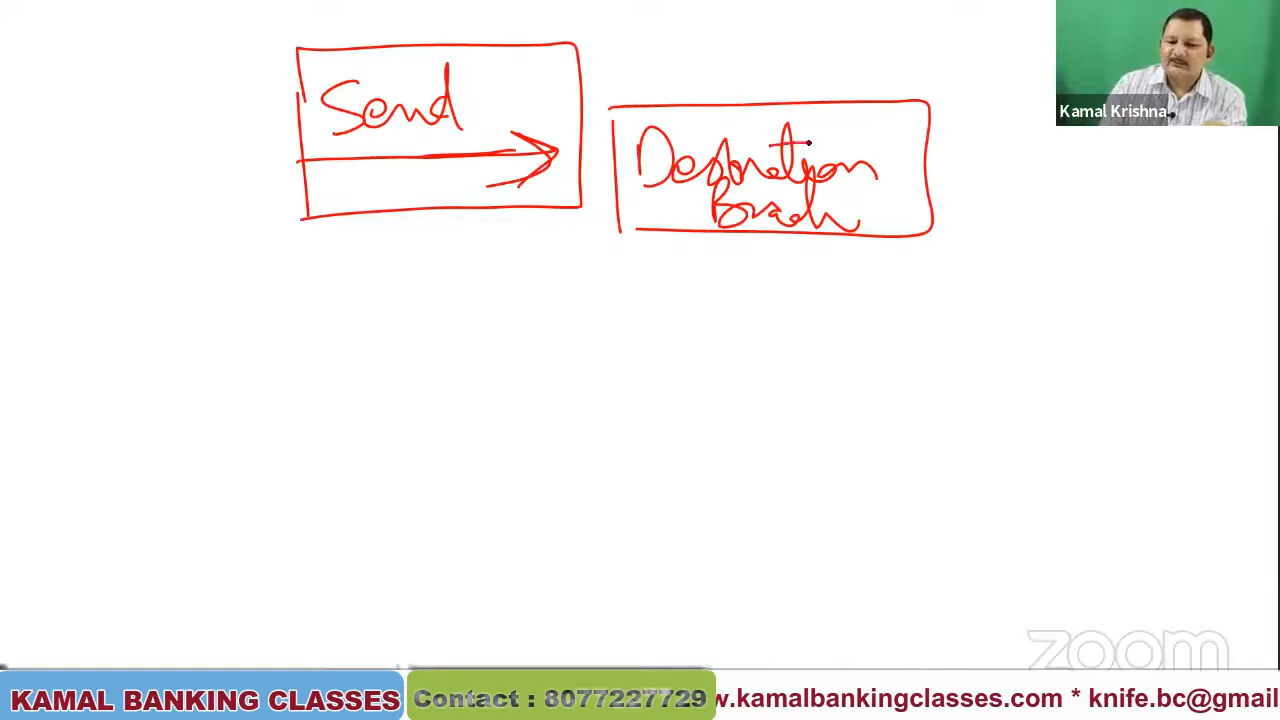 Send
Destination
Branch
Kamal Krishna
zoom
KAMAL BANKING CLASSES
Contact : 8077227729
w.kamalbankingclasses.com * knife.bc@gmail